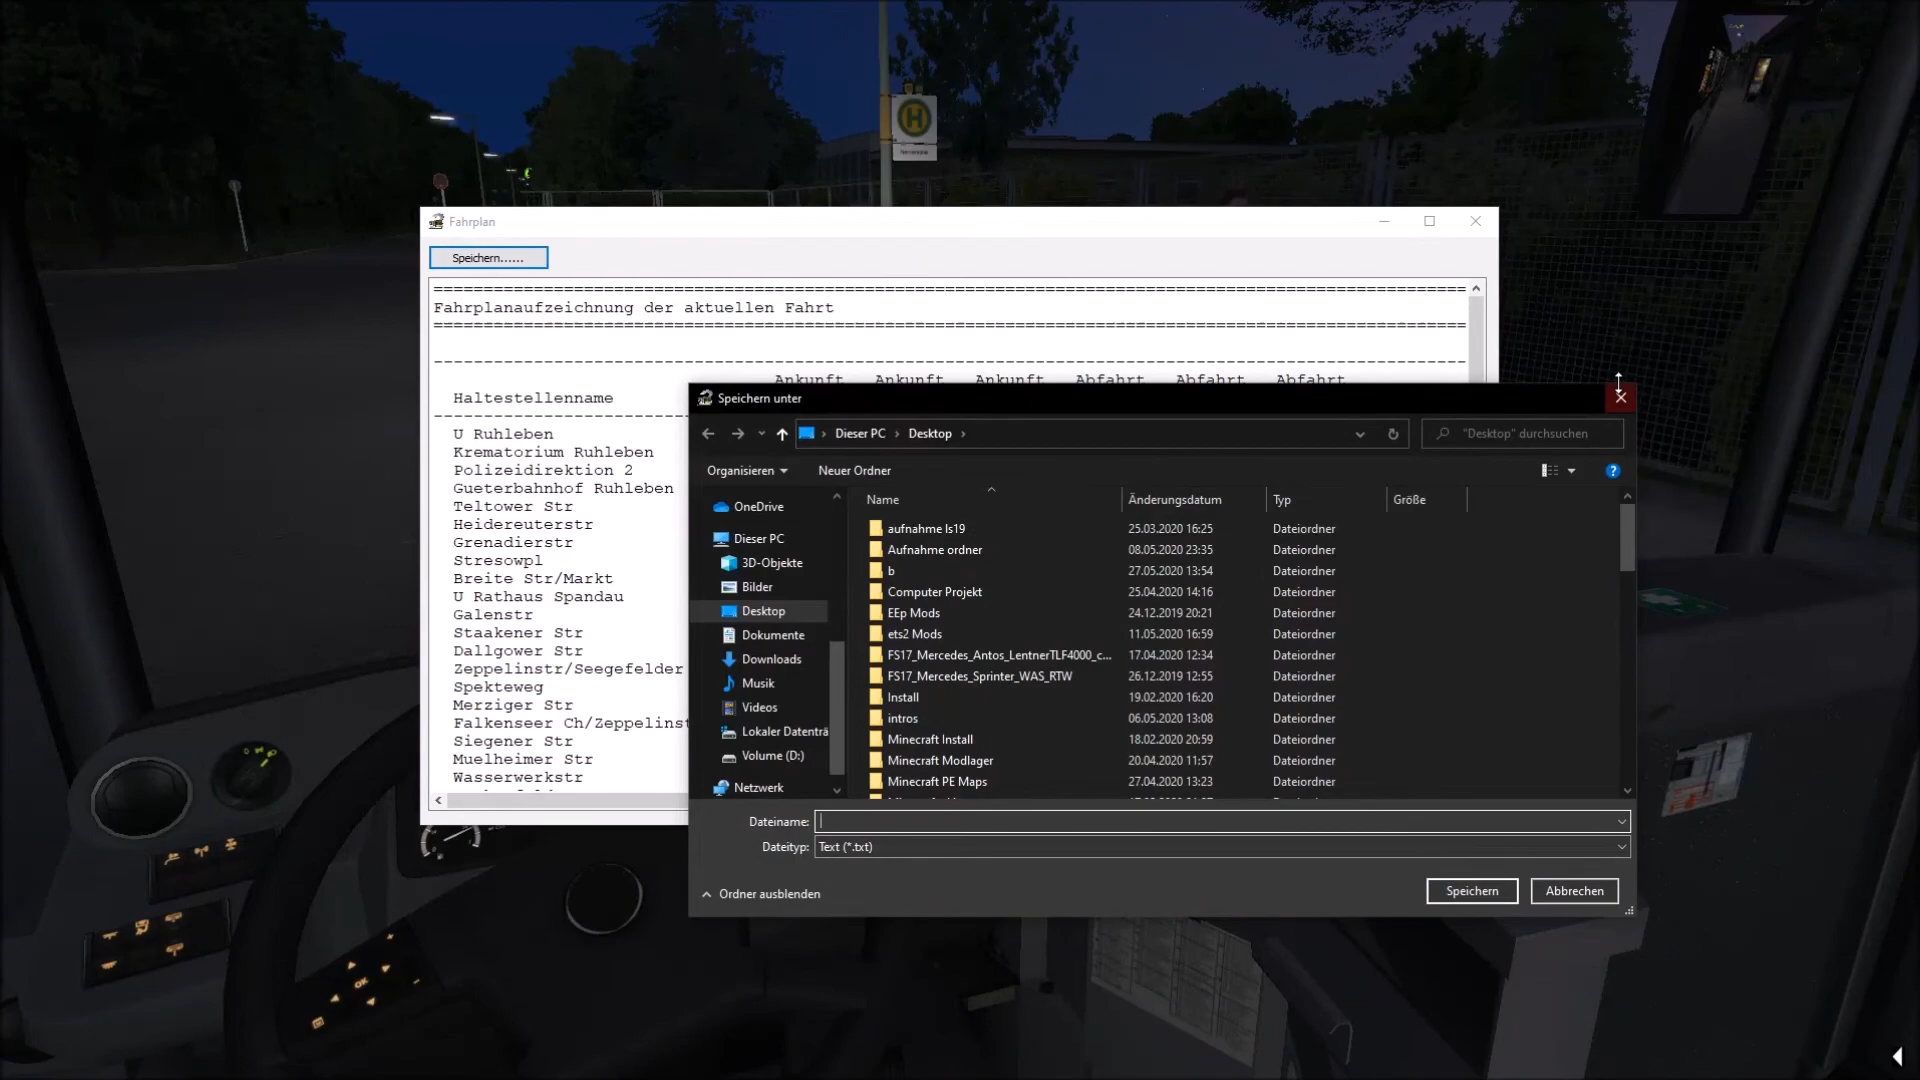 H
Fahrplan
Speichern......
Fahrplanaufzeichnung der aktuellen Fahrt
Ankunft Ankunft Ankunft Abfahrt Abfahrt Abfahrt
Haltestellenname
U Ruhleben
Krematorium Ruhleben
Polizeidirektion 2
Gueterbahnhof Ruhleben
Teltower Str
Heidereuterstr
Grenadierstr
Stresowpl
Breite Str/Markt
U Rathaus Spandau
Galenstr
Staakener Str
Dallgower Str
Zeppelinstr/Seegefelder
Spekteweg
Merziger Str
Falkenseer Ch/Zeppelinst
Siegener Str
Muelheimer Str
Wasserwerkstr
Speichern unter
Dieser PC > Desktop >
"Desktop" durchsuchen
Organisieren
Neuer Ordner
?
OneDrive
Dieser PC
3D-Objekte
Bilder
Desktop
Dokumente
Downloads
Musik
Videos
Lokaler Datenträ
Volume (D:)
Netzwerk
Name Änderungsdatum Typ Größe
aufnahme ls19 25.03.2020 16:25 Dateiordner
Aufnahme ordner 08.05.2020 23:35 Dateiordner
b 27.05.2020 13:54 Dateiordner
Computer Projekt 25.04.2020 14:16 Dateiordner
EEp Mods 24.12.2019 20:21 Dateiordner
ets2 Mods 11.05.2020 16:59 Dateiordner
FS17_Mercedes_Antos_LentnerTLF4000_c... 17.04.2020 12:34 Dateiordner
FS17_Mercedes_Sprinter_WAS_RTW 26.12.2019 12:55 Dateiordner
Install 19.02.2020 16:20 Dateiordner
intros 06.05.2020 13:08 Dateiordner
Minecraft Install 18.02.2020 20:59 Dateiordner
Minecraft Modlager 20.04.2020 11:57 Dateiordner
Minecraft PE Maps 27.04.2020 13:23 Dateiordner
Dateiname:
Dateityp: Text (*.txt)
Ordner ausblenden
Speichern
Abbrechen
OK